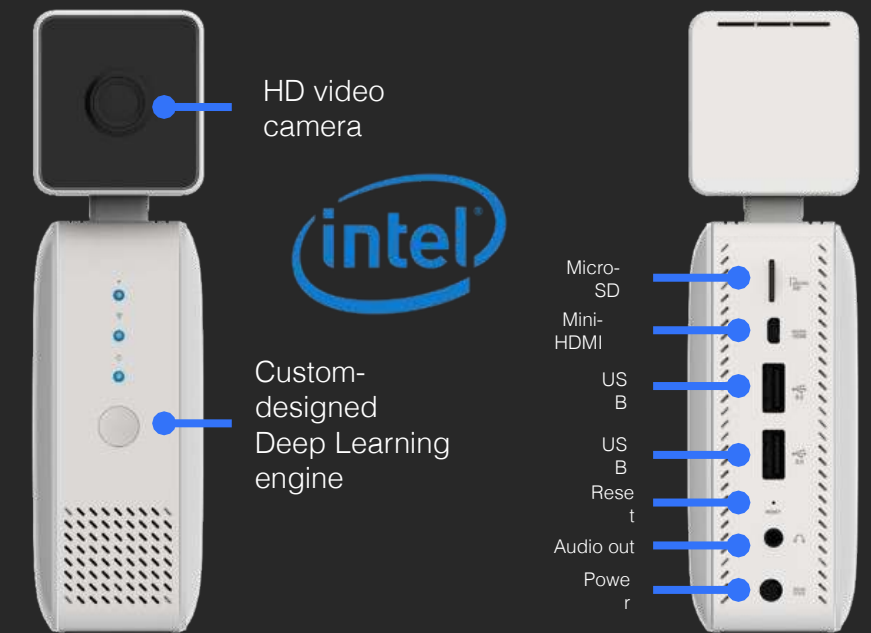 HD video
camera
intel
Custom-
designed
Deep Learning
engine
Micro-
SD
Mini-
HDMI
US
B
US
B
Rese
t
RESET
Audio out
Powe
r